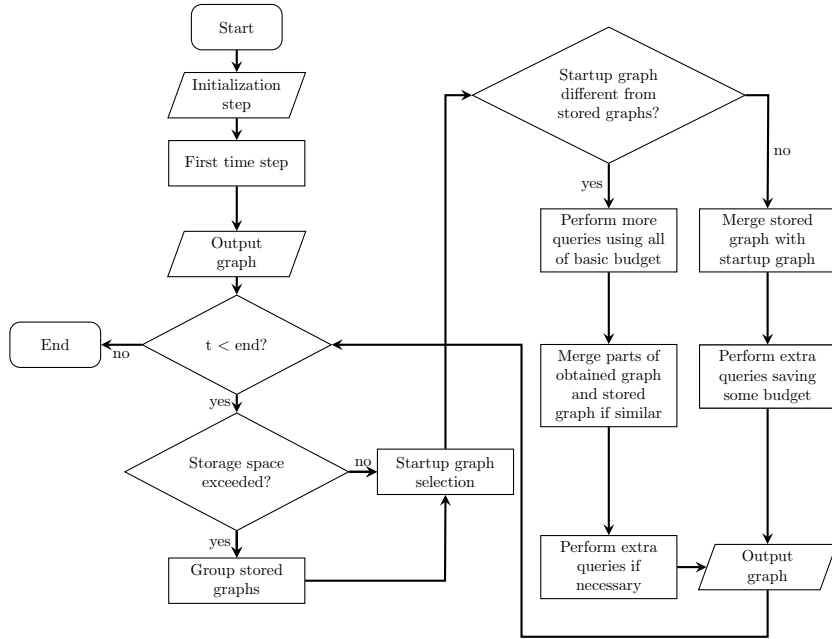 Start
Initialization
step
First time step
Output
graph
t < end?
no
End
yes
Storage space
exceeded?
no
yes
Group stored
graphs
Startup graph
selection
Startup graph
different from
stored graphs?
yes
no
Perform more
queries using all
of basic budget
Merge parts of
obtained graph
and stored
graph if similar
Perform extra
queries if
necessary
Merge stored
graph with
startup graph
Perform extra
queries saving
some budget
Output
graph